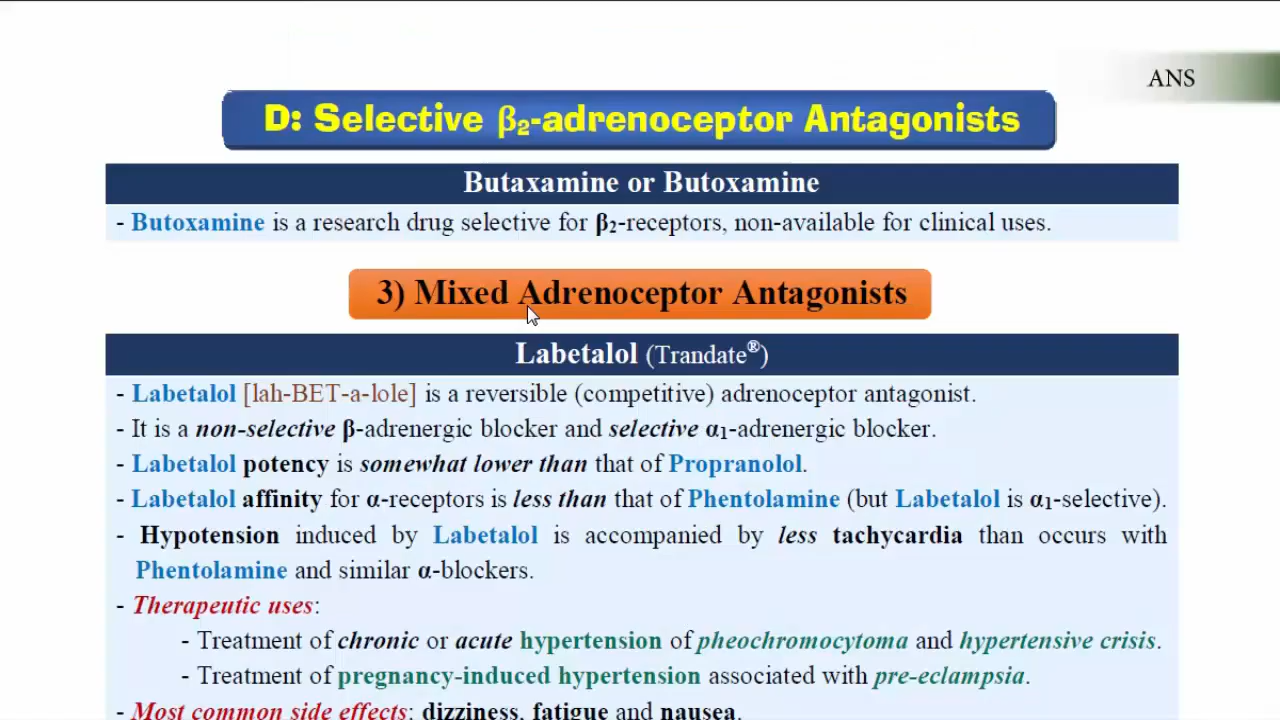 ANS
D: Selective β₂-adrenoceptor Antagonists
Butaxamine or Butoxamine
- Butoxamine is a research drug selective for β₂-receptors, non-available for clinical uses.
3) Mixed Adrenoceptor Antagonists
Labetalol (Trandate®)
- Labetalol [lah-BET-a-lole] is a reversible (competitive) adrenoceptor antagonist.
- It is a non-selective β-adrenergic blocker and selective α₁-adrenergic blocker.
- Labetalol potency is somewhat lower than that of Propranolol.
- Labetalol affinity for α-receptors is less than that of Phentolamine (but Labetalol is α₁-selective).
- Hypotension induced by Labetalol is accompanied by less tachycardia than occurs with
Phentolamine and similar α-blockers.
- Therapeutic uses:
- Treatment of chronic or acute hypertension of pheochromocytoma and hypertensive crisis.
- Treatment of pregnancy-induced hypertension associated with pre-eclampsia.
- Most common side effects: dizziness, fatigue and nausea.